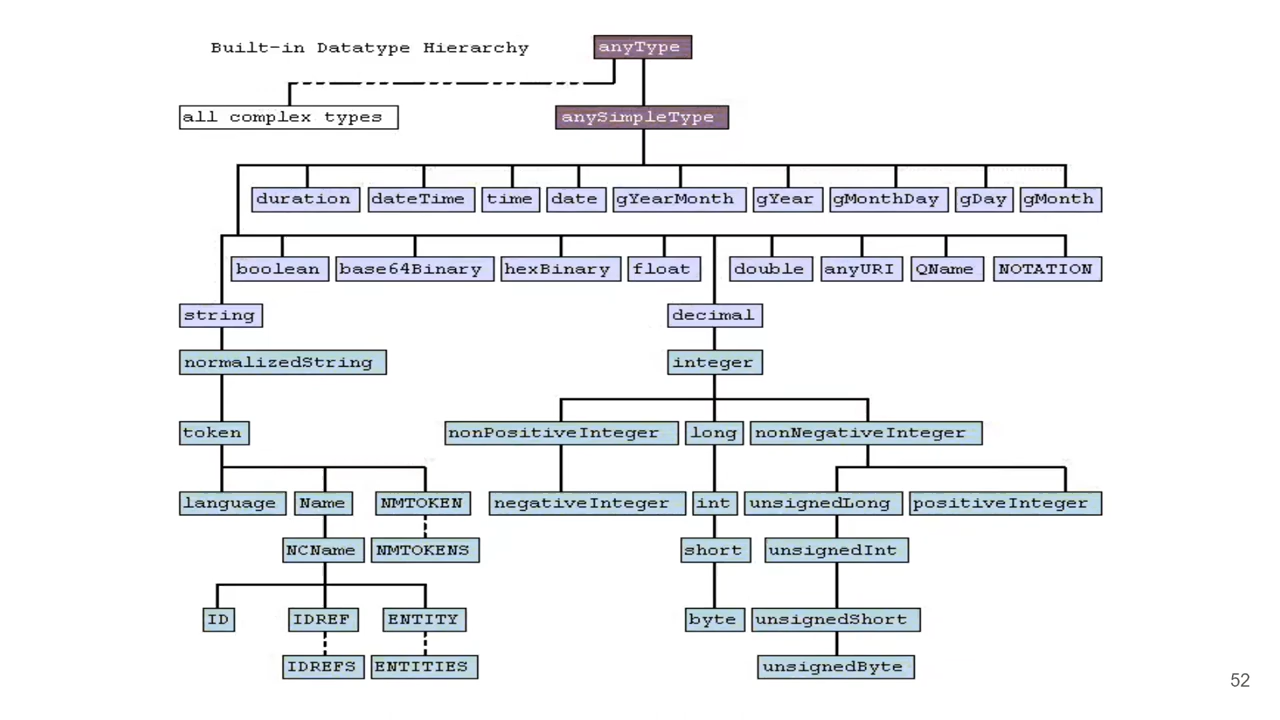 Built-in Datatype Hierarchy anyType
all complex types anySimpleType
duration dateTime time date gYearMonth gYear gMonthDay gDay gMonth
boolean base64Binary hexBinary float double anyURI QName NOTATION
string decimal
normalizedString integer
token nonPositiveInteger long nonNegativeInteger
language Name NMTOKEN negativeInteger int unsignedLong positiveInteger
NCName NMTOKENS short unsignedInt
ID IDREF ENTITY byte unsignedShort
IDREFS ENTITIES unsignedByte
52